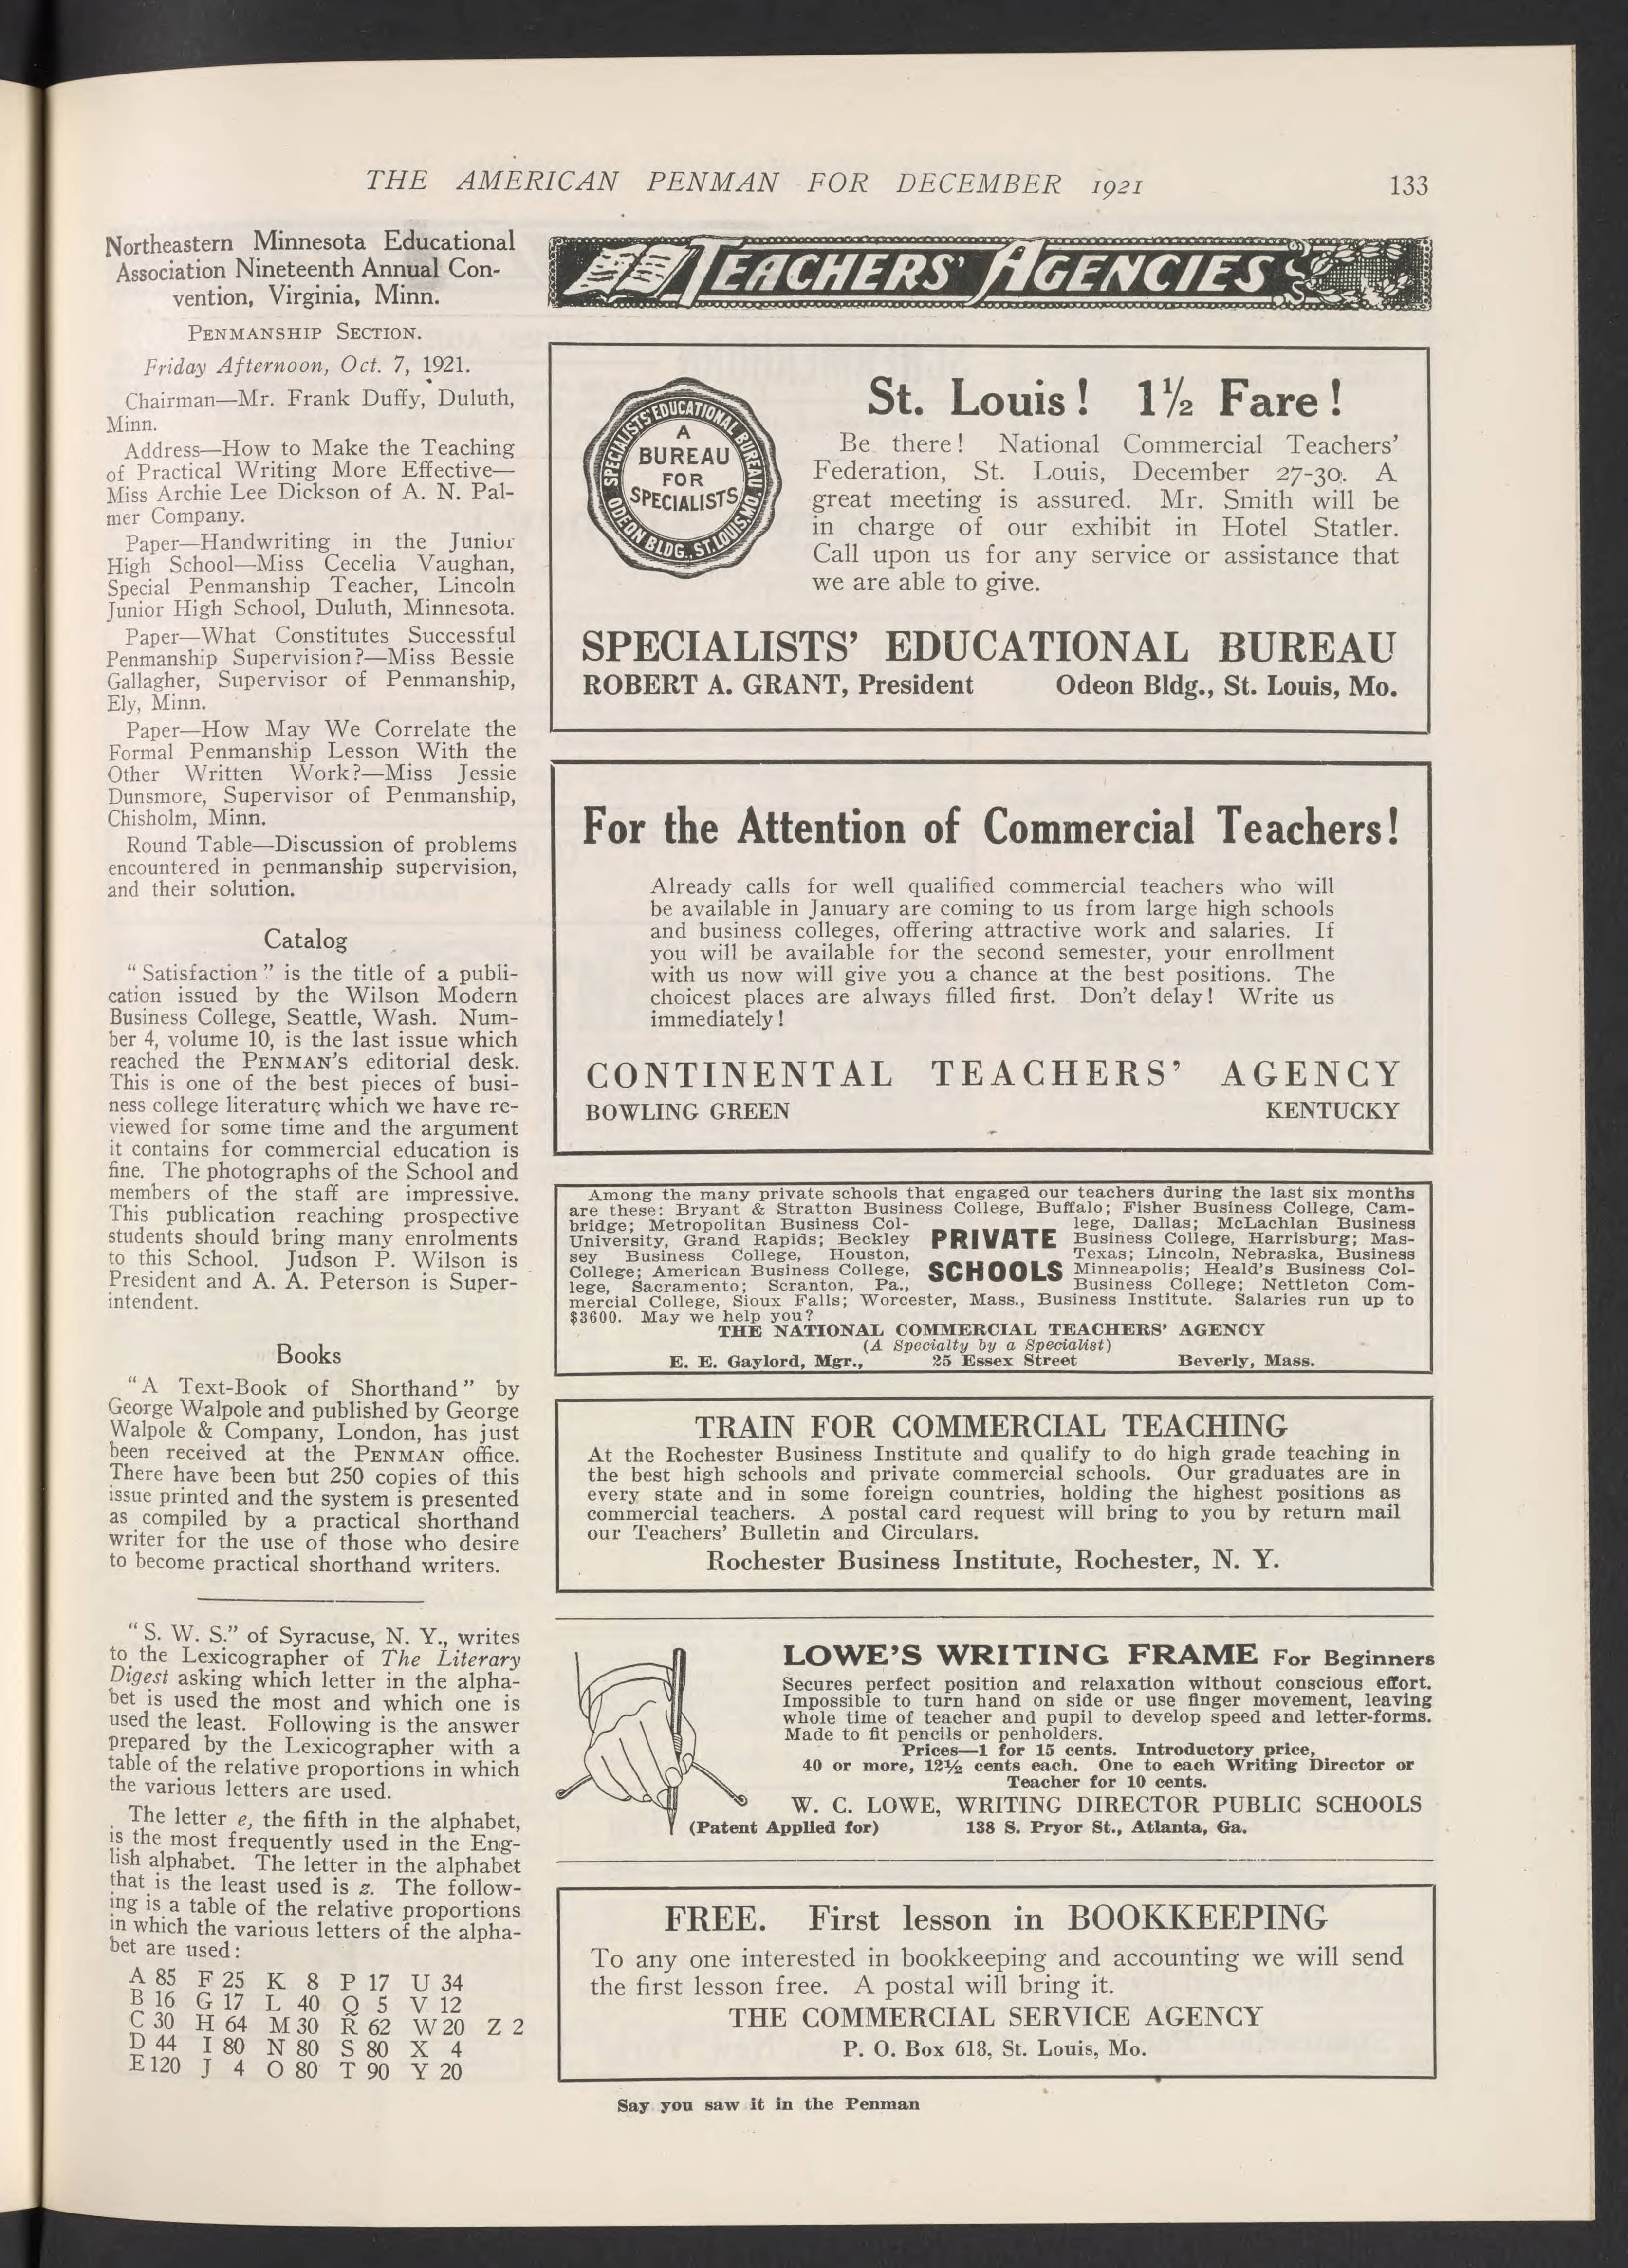 THE AMERICAN PENMAN FOR DECEMBER 1921
133
Northeastern Minnesota Educational
Association Nineteenth Annual Con-
vention, Virginia, Minn.
PENMANSHIP SECTION.
Friday Afternoon, Oct. 7, 1921.
Chairman—Mr. Frank Duffy, Duluth,
Minn.
Address—How to Make the Teaching
of Practical Writing More Effective—
Miss Archie Lee Dickson of A. N. Pal-
mer Company.
Paper—Handwriting in the Junior
High School—Miss Cecelia Vaughan,
Special Penmanship Teacher, Lincoln
Junior High School, Duluth, Minnesota.
Paper—What Constitutes Successful
Penmanship Supervision?—Miss Bessie
Gallagher, Supervisor of Penmanship,
Ely, Minn.
Paper—How May We Correlate the
Formal Penmanship Lesson With the
Other Written Work?—Miss Jessie
Dunsmore, Supervisor of Penmanship,
Chisholm, Minn.
Round Table—Discussion of problems
encountered in penmanship supervision,
and their solution.
Catalog
“Satisfaction” is the title of a publi-
cation issued by the Wilson Modern
Business College, Seattle, Wash. Num-
ber 4, volume 10, is the last issue which
reached the PENMAN'S editorial desk.
This is one of the best pieces of busi-
ness college literature which we have re-
viewed for some time and the argument
it contains for commercial education is
fine. The photographs of the School and
members of the staff are impressive.
This publication reaching prospective
students should bring many enrolments
to this School. Judson P. Wilson is
President and A. A. Peterson is Super-
intendent.
Books
“A Text-Book of Shorthand” by
George Walpole and published by George
Walpole & Company, London, has just
been received at the PENMAN office.
There have been but 250 copies of this
issue printed and the system is presented
as compiled by a practical shorthand
writer for the use of those who desire
to become practical shorthand writers.
“S. W. S.” of Syracuse, N. Y., writes
to the Lexicographer of The Literary
Digest asking which letter in the alpha-
bet is used the most and which one is
used the least. Following is the answer
prepared by the Lexicographer with a
table of the relative proportions in which
the various letters are used.
The letter e, the fifth in the alphabet,
is the most frequently used in the Eng-
lish alphabet. The letter in the alphabet
that is the least used is z. The follow-
ing is a table of the relative proportions
in which the various letters of the alpha-
bet are used:
A 85 F 25 K 8 P 17 U 34
B 16 G 17 L 40 Q 5 V 12
C 30 H 64 M 30 R 62 W 20 Z 2
D 44 I 80 N 80 S 80 X 4
E 120 J 4 O 80 T 90 Y 20
TEACHERS' AGENCIES
SPECIALISTS' EDUCATIONAL BUREAU
ODEON BLDG., ST. LOUIS, MO.
A
BUREAU
FOR
SPECIALISTS
St. Louis! 1½ Fare!
Be there! National Commercial Teachers'
Federation, St. Louis, December 27-30. A
great meeting is assured. Mr. Smith will be
in charge of our exhibit in Hotel Statler.
Call upon us for any service or assistance that
we are able to give.
SPECIALISTS' EDUCATIONAL BUREAU
ROBERT A. GRANT, President Odeon Bldg., St. Louis, Mo.
For the Attention of Commercial Teachers!
Already calls for well qualified commercial teachers who will
be available in January are coming to us from large high schools
and business colleges, offering attractive work and salaries. If
you will be available for the second semester, your enrollment
with us now will give you a chance at the best positions. The
choicest places are always filled first. Don't delay! Write us
immediately!
CONTINENTAL TEACHERS' AGENCY
BOWLING GREEN KENTUCKY
Among the many private schools that engaged our teachers during the last six months
are these: Bryant & Stratton Business College, Buffalo; Fisher Business College, Cam-
bridge; Metropolitan Business Col- lege, Dallas; McLachlan Business
University, Grand Rapids; Beckley PRIVATE Business College, Harrisburg; Mas-
sey Business College, Houston, Texas; Lincoln, Nebraska, Business
College; American Business College, SCHOOLS Minneapolis; Heald's Business Col-
lege, Sacramento; Scranton, Pa., Business College; Nettleton Com-
mercial College, Sioux Falls; Worcester, Mass., Business Institute. Salaries run up to
$3600. May we help you?
THE NATIONAL COMMERCIAL TEACHERS' AGENCY
(A Specialty by a Specialist)
E. E. Gaylord, Mgr., 25 Essex Street Beverly, Mass.
TRAIN FOR COMMERCIAL TEACHING
At the Rochester Business Institute and qualify to do high grade teaching in
the best high schools and private commercial schools. Our graduates are in
every state and in some foreign countries, holding the highest positions as
commercial teachers. A postal card request will bring to you by return mail
our Teachers' Bulletin and Circulars.
Rochester Business Institute, Rochester, N. Y.
LOWE'S WRITING FRAME For Beginners
Secures perfect position and relaxation without conscious effort.
Impossible to turn hand on side or use finger movement, leaving
whole time of teacher and pupil to develop speed and letter-forms.
Made to fit pencils or penholders.
Prices—1 for 15 cents. Introductory price,
40 or more, 12½ cents each. One to each Writing Director or
Teacher for 10 cents.
W. C. LOWE, WRITING DIRECTOR PUBLIC SCHOOLS
(Patent Applied for) 138 S. Pryor St., Atlanta, Ga.
FREE. First lesson in BOOKKEEPING
To any one interested in bookkeeping and accounting we will send
the first lesson free. A postal will bring it.
THE COMMERCIAL SERVICE AGENCY
P. O. Box 618, St. Louis, Mo.
Say you saw it in the Penman